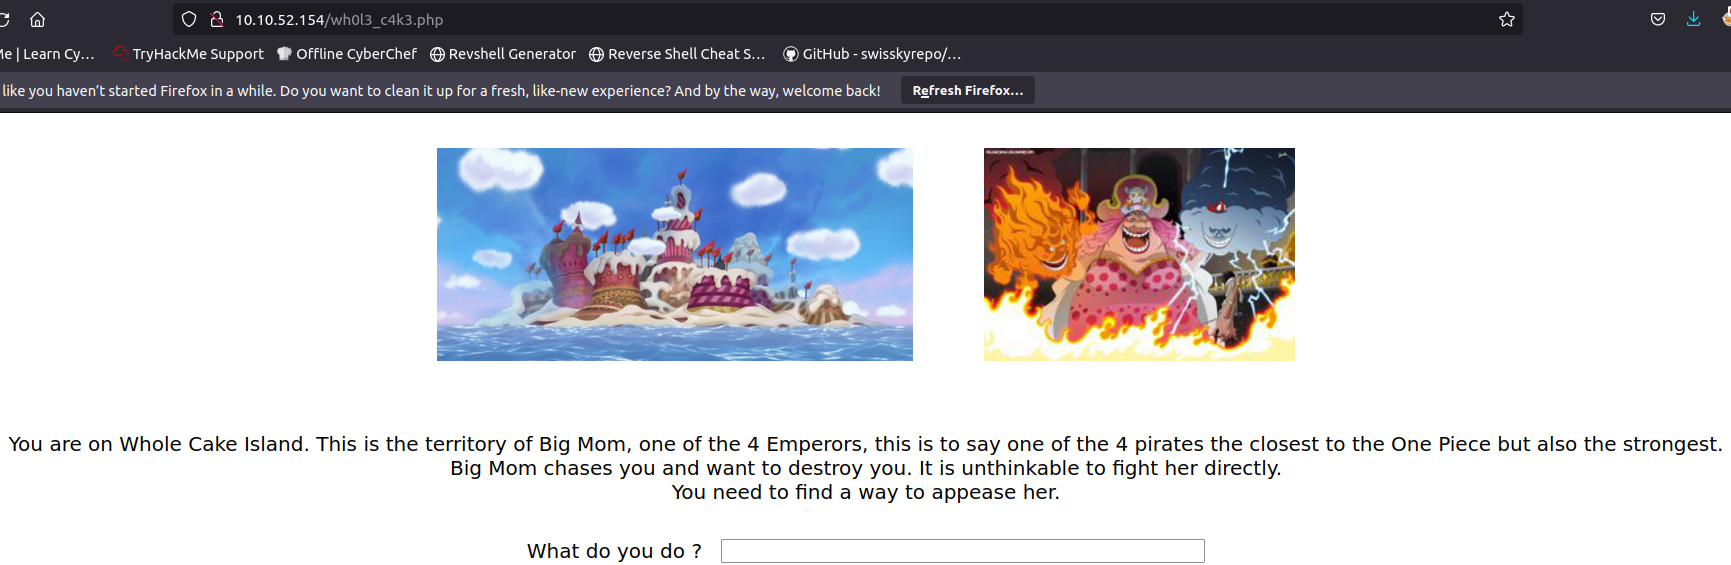 10.10.52.154/wh0l3_c4k3.php
Me | Learn Cy... TryHackMe Support Offline CyberChef Revshell Generator Reverse Shell Cheat S... GitHub - swisskyrepo/...
like you haven't started Firefox in a while. Do you want to clean it up for a fresh, like-new experience? And by the way, welcome back! Refresh Firefox...
You are on Whole Cake Island. This is the territory of Big Mom, one of the 4 Emperors, this is to say one of the 4 pirates the closest to the One Piece but also the strongest.
Big Mom chases you and want to destroy you. It is unthinkable to fight her directly.
You need to find a way to appease her.
What do you do ?